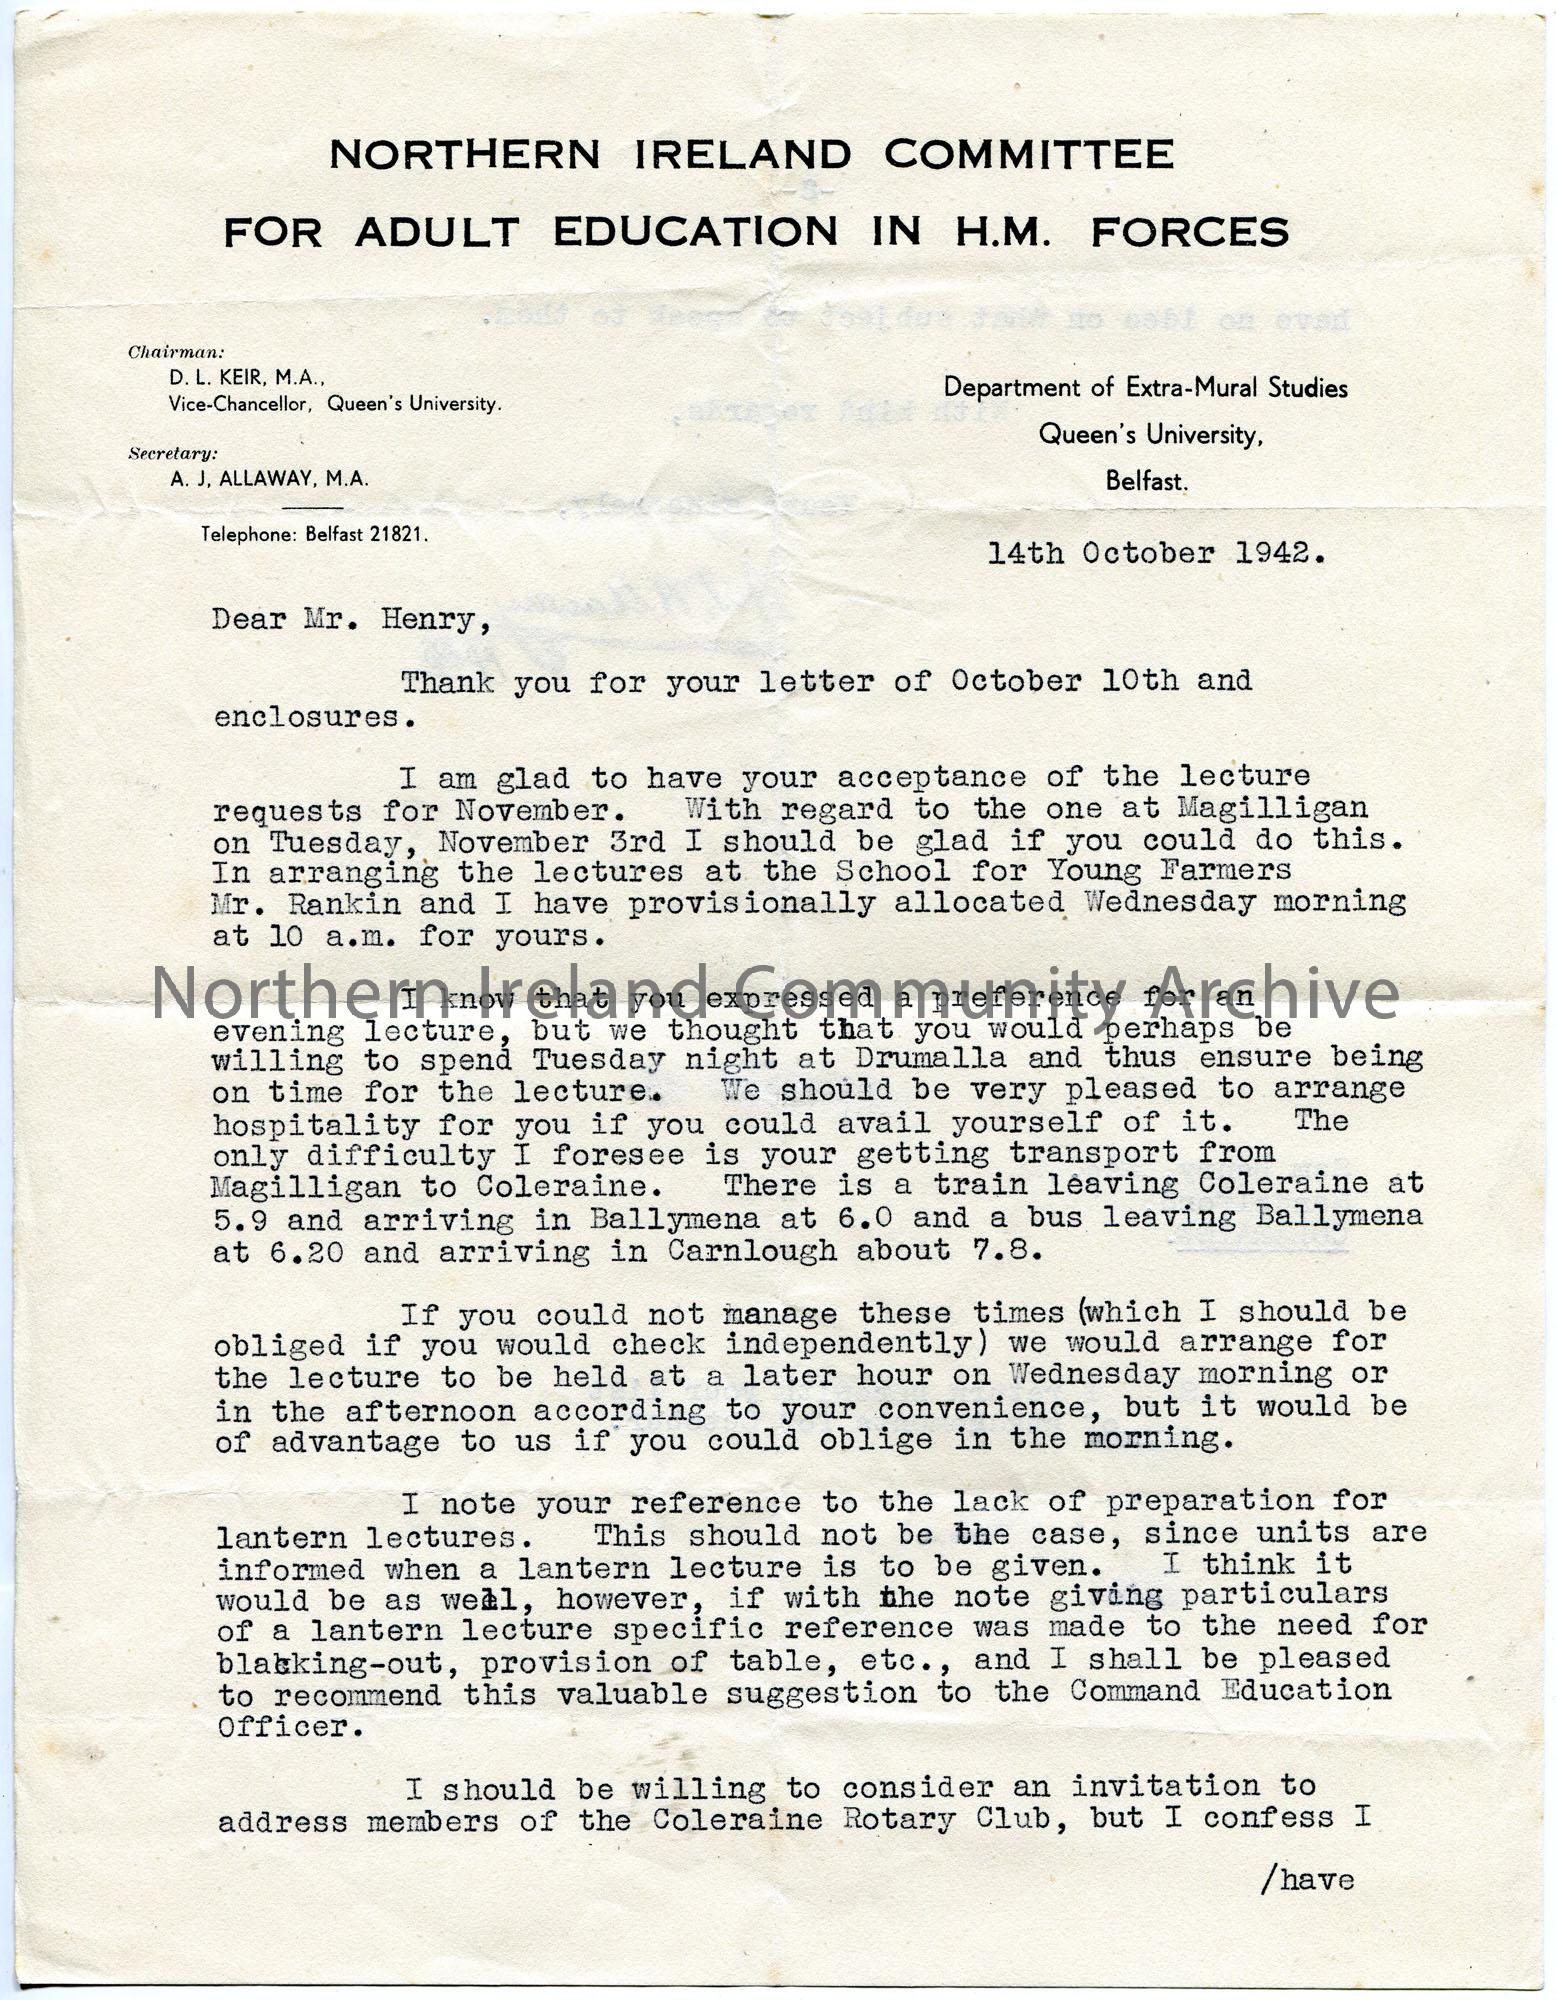 NORTHERN IRELAND COMMITTEE
FOR ADULT EDUCATION IN H.M. FORCES
Chairman:
D. L. KEIR, M.A.,
Vice-Chancellor, Queen's University.
Secretary:
A. J, ALLAWAY, M.A.
Telephone: Belfast 21821.
Department of Extra-Mural Studies
Queen's University,
Belfast.
14th October 1942.
Dear Mr. Henry,
Thank you for your letter of October 10th and
enclosures.
I am glad to have your acceptance of the lecture
requests for November. With regard to the one at Magilligan
on Tuesday, November 3rd I should be glad if you could do this.
In arranging the lectures at the School for Young Farmers
Mr. Rankin and I have provisionally allocated Wednesday morning
at 10 a.m. for yours.
Northern Ireland Community Archive
I know that you expressed a preference for an
evening lecture, but we thought that you would perhaps be
willing to spend Tuesday night at Drumalla and thus ensure being
on time for the lecture. We should be very pleased to arrange
hospitality for you if you could avail yourself of it. The
only difficulty I foresee is your getting transport from
Magilligan to Coleraine. There is a train leaving Coleraine at
5.9 and arriving in Ballymena at 6.0 and a bus leaving Ballymena
at 6.20 and arriving in Carnlough about 7.8.
If you could not manage these times (which I should be
obliged if you would check independently) we would arrange for
the lecture to be held at a later hour on Wednesday morning or
in the afternoon according to your convenience, but it would be
of advantage to us if you could oblige in the morning.
I note your reference to the lack of preparation for
lantern lectures. This should not be the case, since units are
informed when a lantern lecture is to be given. I think it
would be as well, however, if with the note giving particulars
of a lantern lecture specific reference was made to the need for
blakking-out, provision of table, etc., and I shall be pleased
to recommend this valuable suggestion to the Command Education
Officer.
I should be willing to consider an invitation to
address members of the Coleraine Rotary Club, but I confess I
/have